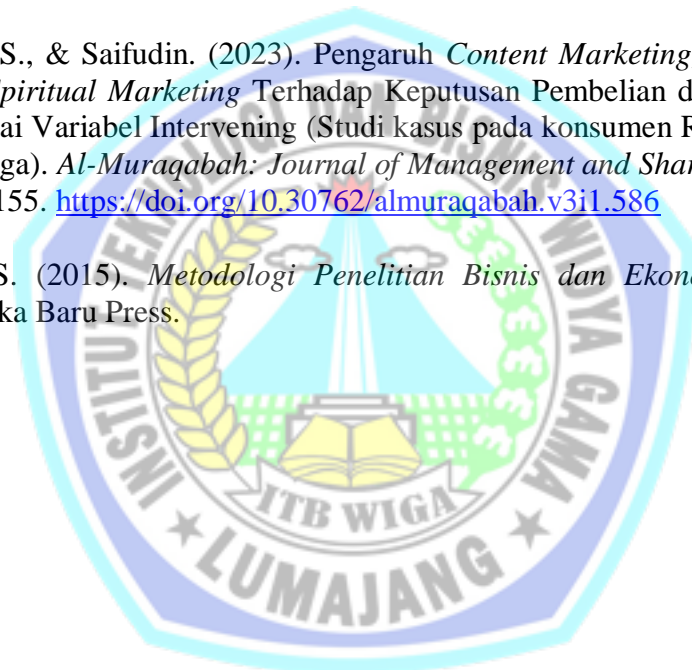 S., & Saifudin. (2023). Pengaruh Content Marketing
Spiritual Marketing Terhadap Keputusan Pembelian d
ai Variabel Intervening (Studi kasus pada konsumen R
ga). Al-Muraqabah: Journal of Management and Shar
155. https://doi.org/10.30762/almuraqabah.v3i1.586
S. (2015). Metodologi Penelitian Bisnis dan Ekono
ka Baru Press.
INSTITUT TEKNOLOGI DAN BISNIS WIDYA GAMA
ITB WIGA
LUMAJANG